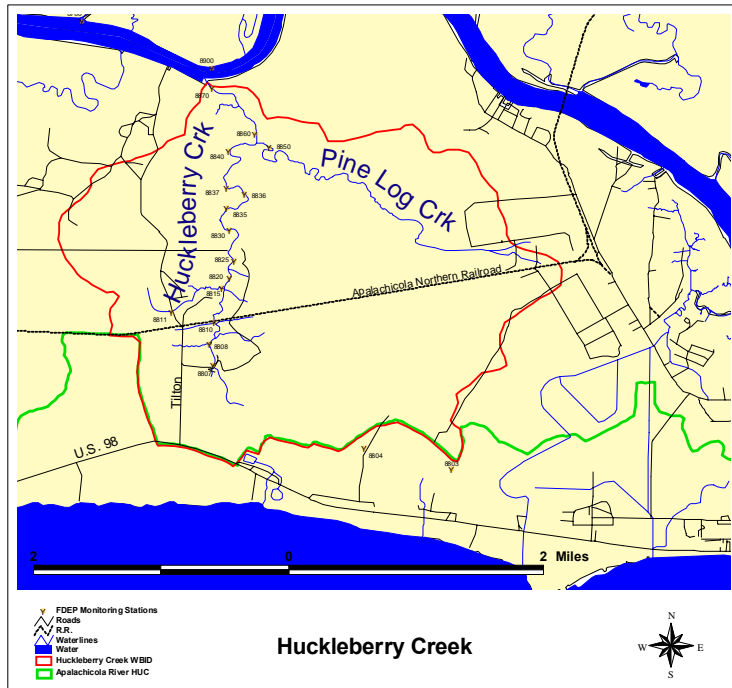 8900
8870
8860
8850
8840
Pine Log Crk
Huckleberry Crk
8837
8836
8835
8830
8825
8820
8815
Apalachicola Northern Railroad
8811
8810
8808
8807
Tilton
U.S. 98
8804
8803
2 0 2 Miles
FDEP Monitoring Stations
Roads
R.R.
Waterlines
Water
Huckleberry Creek WBID
Apalachicola River HUC
Huckleberry Creek
N
W E
S